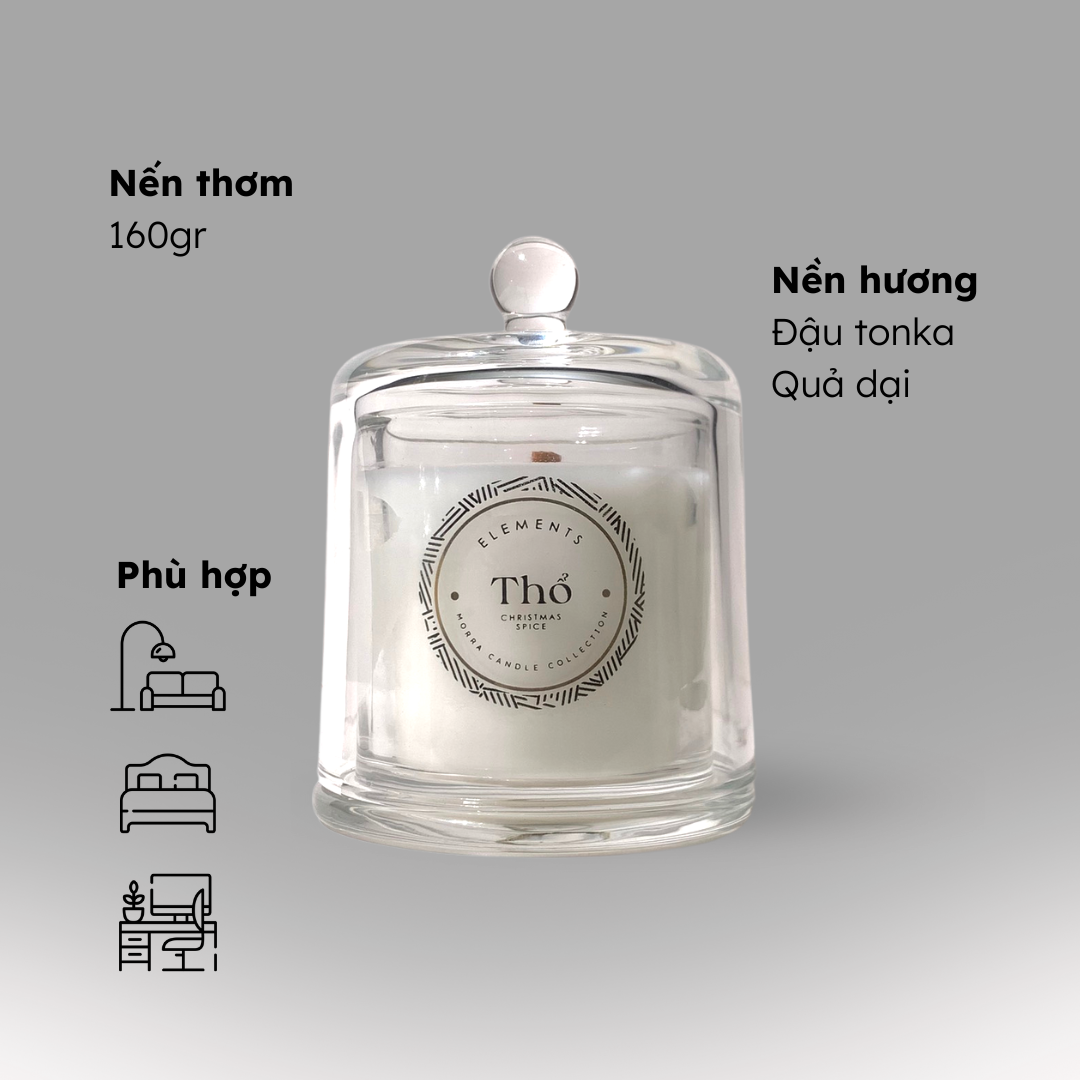 Nến thơm
160gr
Nền hương
Đậu tonka
Quả dại
ELEMENTS
Thổ
CHRISTMAS
SPICE
MORRA CANDLE COLLECTION
Phù hợp